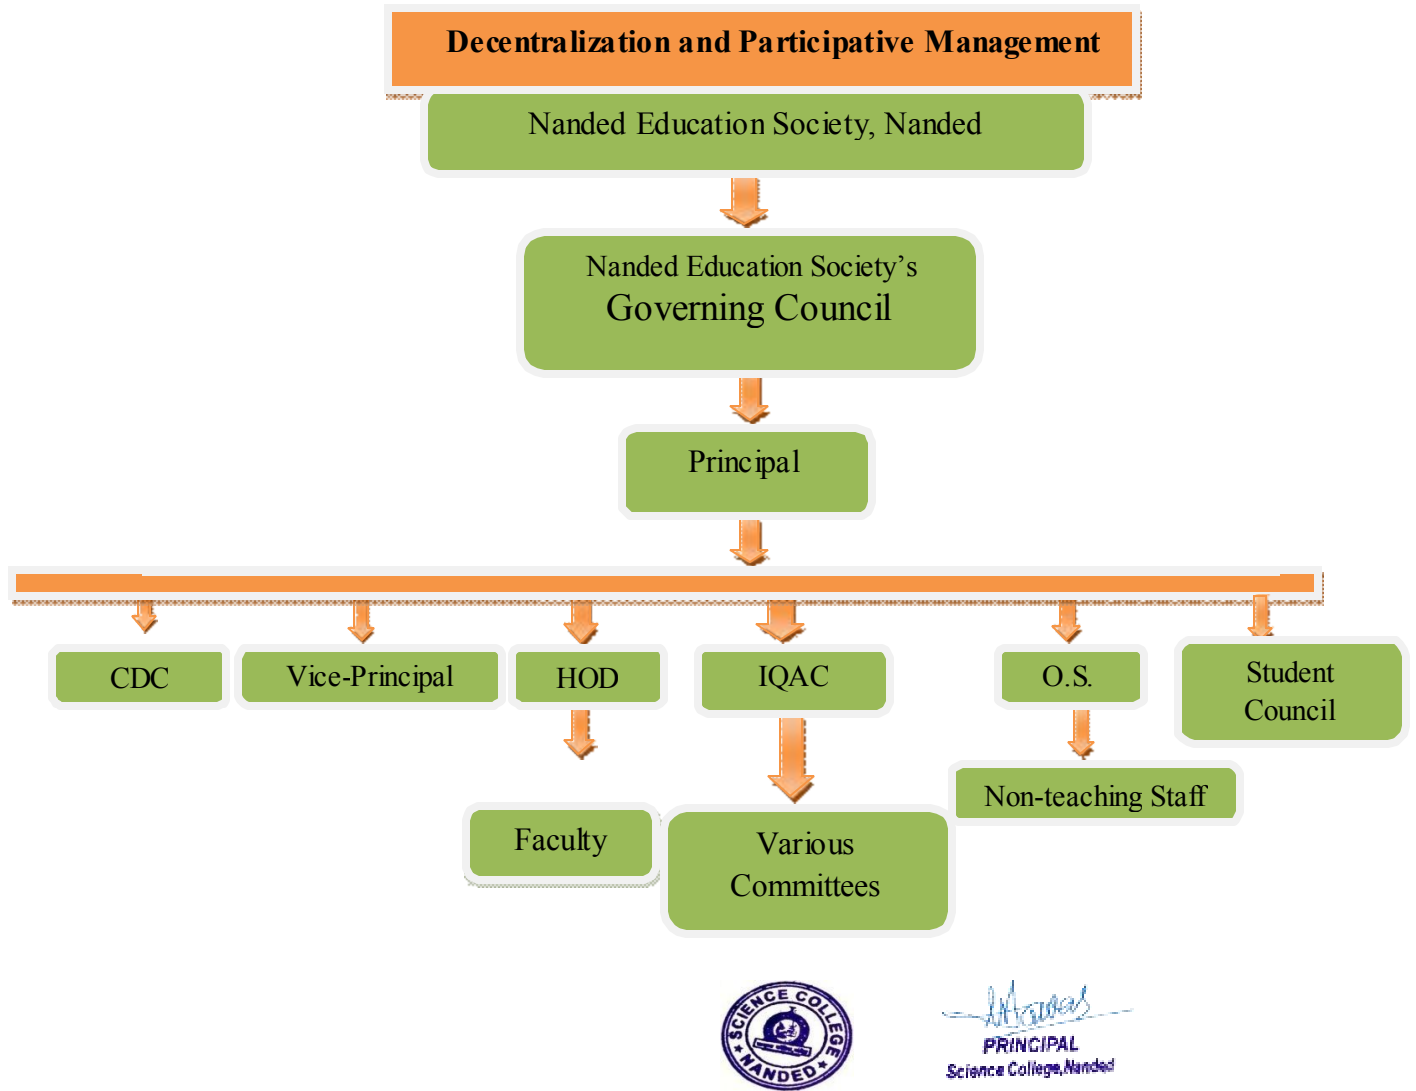 Decentralization and Participative Management
Nanded Education Society, Nanded
Nanded Education Society’s
Governing Council
Principal
CDC
Vice-Principal
HOD
IQAC
O.S.
Student
Council
Non-teaching Staff
Faculty
Various
Committees
SCIENCE COLLEGE
NANDED
PRINCIPAL
Science College, Nanded